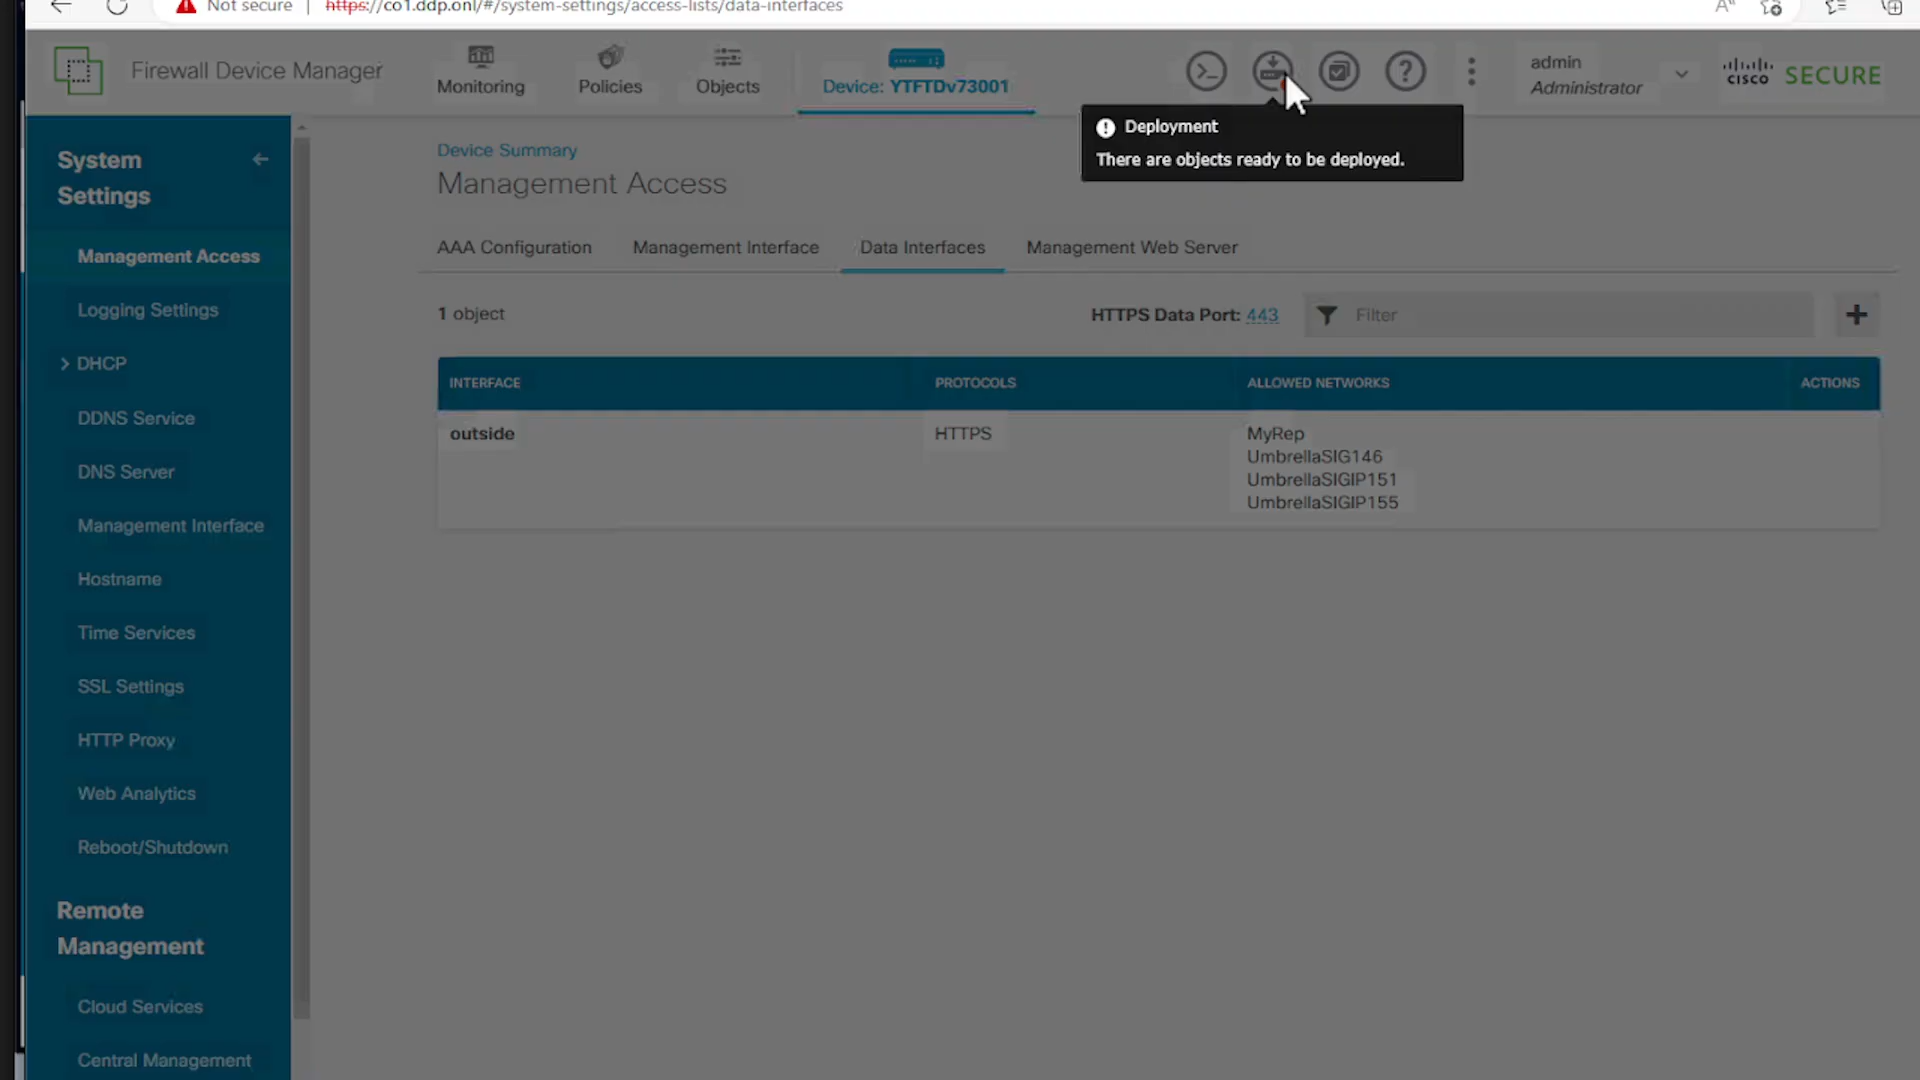 Not secure | https://co1.ddp.onl/#/system-settings/access-lists/data-interfaces
Firewall Device Manager
Monitoring
Policies
Objects
Device: YTFTDv73001
admin
Administrator
CISCO SECURE
Deployment
There are objects ready to be deployed.
System
Settings
Management Access
Logging Settings
DHCP
DDNS Service
DNS Server
Management Interface
Hostname
Time Services
SSL Settings
HTTP Proxy
Web Analytics
Reboot/Shutdown
Remote
Management
Cloud Services
Central Management
Device Summary
Management Access
AAA Configuration
Management Interface
Data Interfaces
Management Web Server
1 object
HTTPS Data Port: 443
Filter
INTERFACE
PROTOCOLS
ALLOWED NETWORKS
ACTIONS
outside
HTTPS
MyRep
UmbrellaSIG146
UmbrellaSIGIP151
UmbrellaSIGIP155